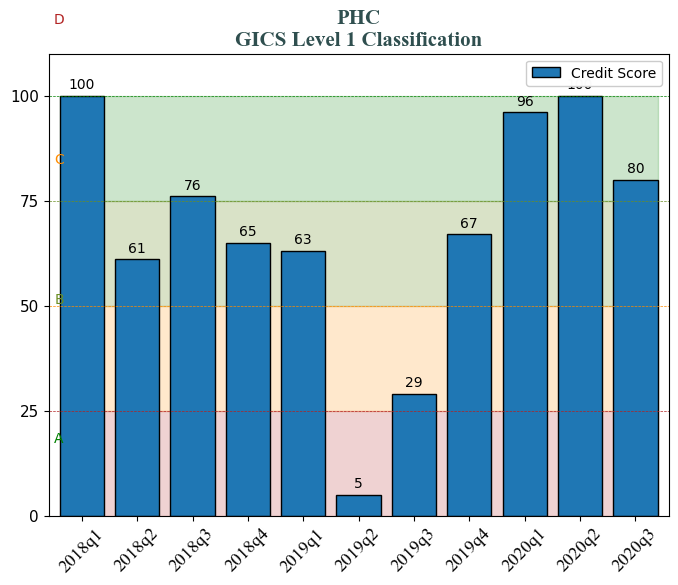 D
PHC
GICS Level 1 Classification
Credit Score
100
61
76
65
63
5
29
67
96
100
80
100
75
50
25
0
C
B
A
2018q1
2018q2
2018q3
2018q4
2019q1
2019q2
2019q3
2019q4
2020q1
2020q2
2020q3